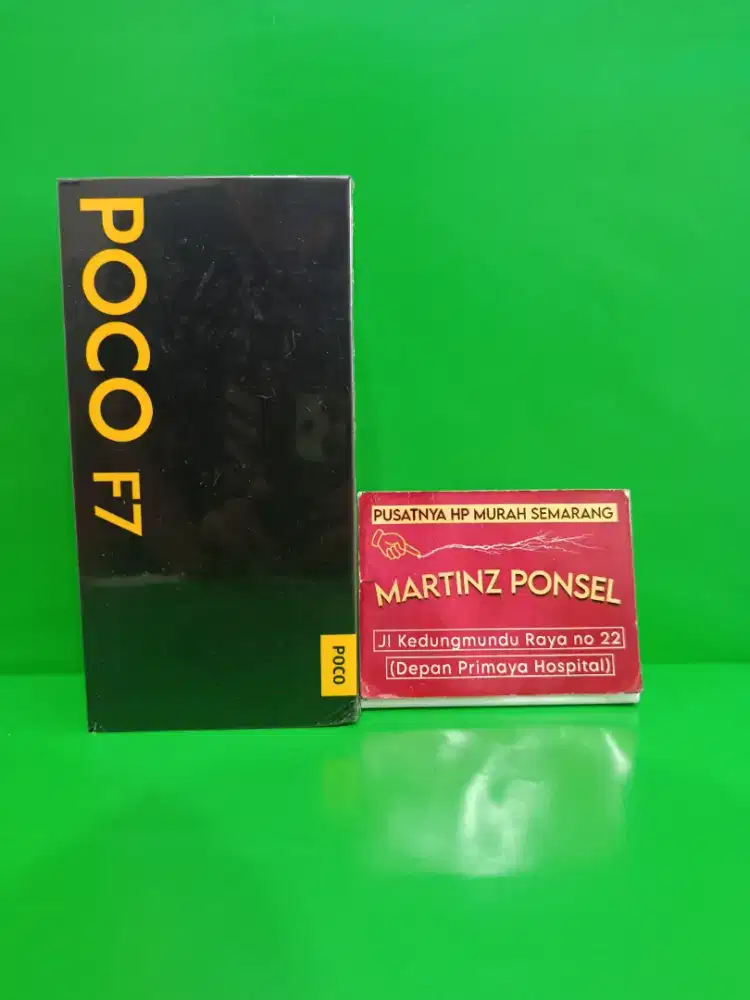 POCO F7
POCO
PUSATNYA HP MURAH SEMARANG
MARTINZ PONSEL
Jl Kedungmundu Raya no 22
(Depan Primaya Hospital)